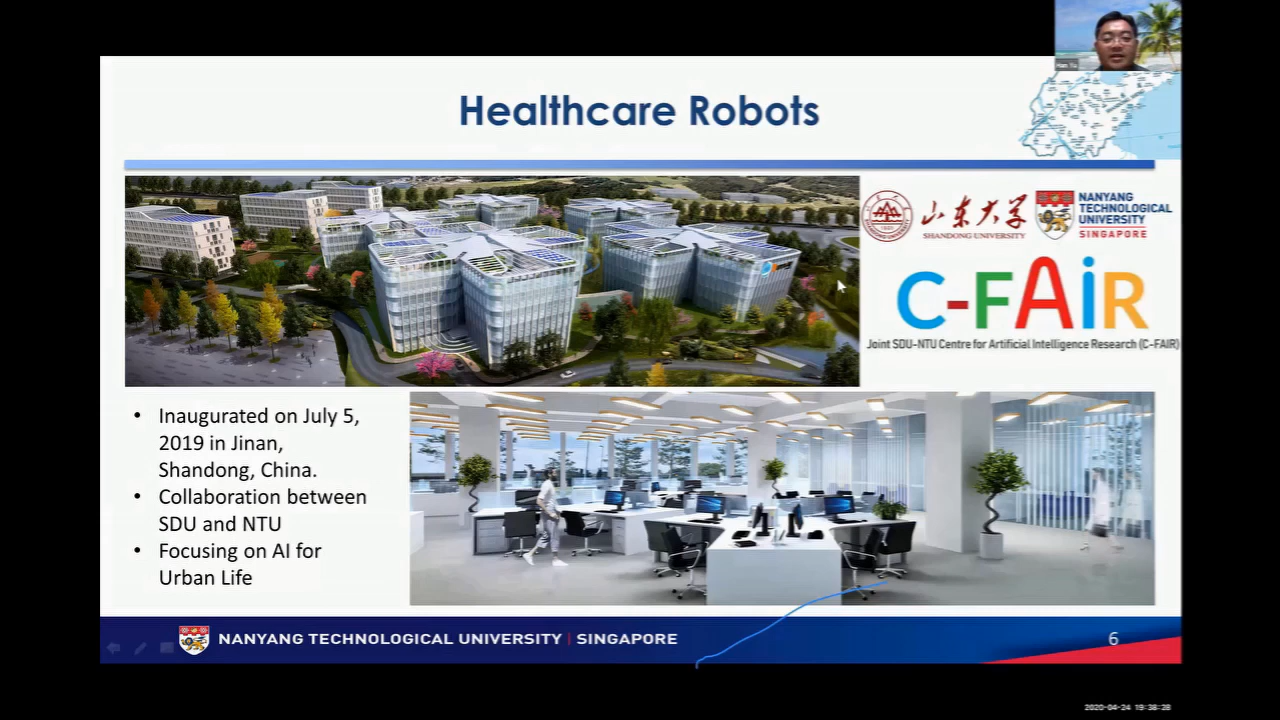 Han Yu
Healthcare Robots
山东大学
SHANDONG UNIVERSITY
NANYANG
TECHNOLOGICAL
UNIVERSITY
SINGAPORE
C-FAiR
Joint SDU-NTU Centre for Artificial Intelligence Research (C-FAIR)
• Inaugurated on July 5,
2019 in Jinan,
Shandong, China.
• Collaboration between
SDU and NTU
• Focusing on AI for
Urban Life
NANYANG TECHNOLOGICAL UNIVERSITY | SINGAPORE
6
2020-04-24 19:38:28